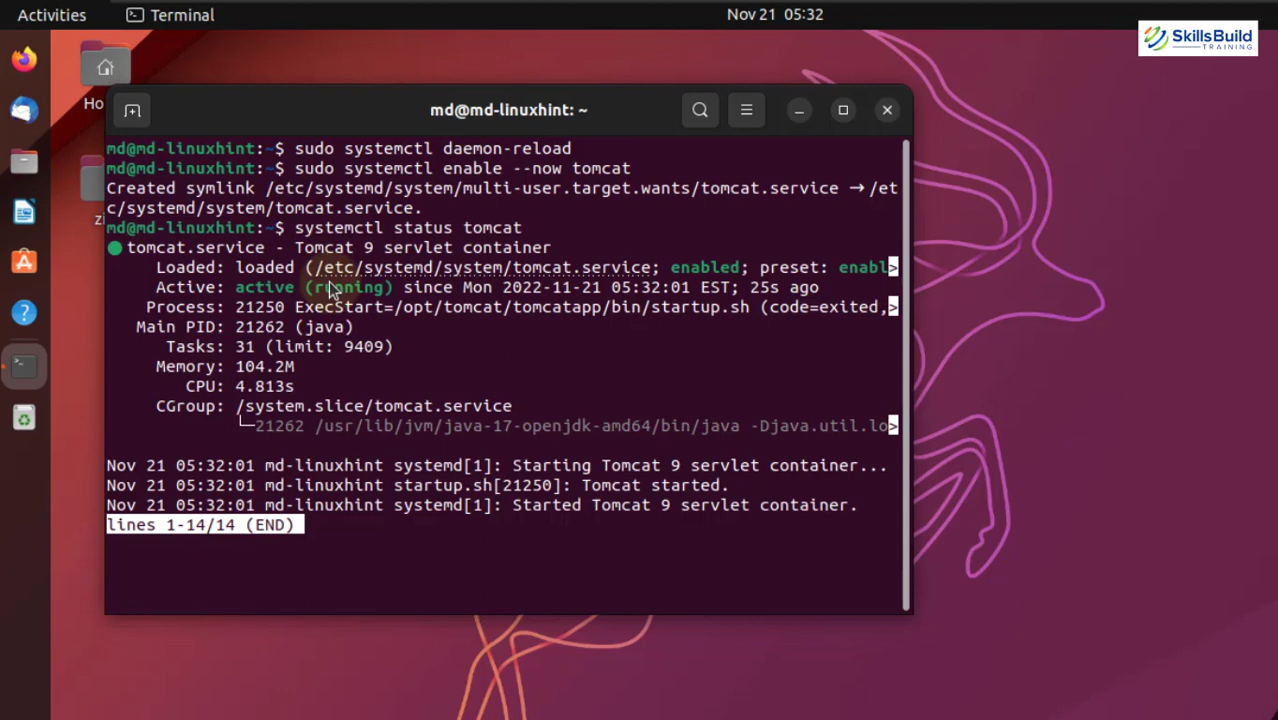 Activities
Terminal
Nov 21 05:32
SkillsBuild
TRAINING
Ho
md@md-linuxhint: ~
md@md-linuxhint:~$ sudo systemctl daemon-reload
md@md-linuxhint:~$ sudo systemctl enable --now tomcat
Created symlink /etc/systemd/system/multi-user.target.wants/tomcat.service → /et
c/systemd/system/tomcat.service.
md@md-linuxhint:~$ systemctl status tomcat
● tomcat.service - Tomcat 9 servlet container
Loaded: loaded (/etc/systemd/system/tomcat.service; enabled; preset: enabl>
Active: active (running) since Mon 2022-11-21 05:32:01 EST; 25s ago
Process: 21250 ExecStart=/opt/tomcat/tomcatapp/bin/startup.sh (code=exited,>
Main PID: 21262 (java)
Tasks: 31 (limit: 9409)
Memory: 104.2M
CPU: 4.813s
CGroup: /system.slice/tomcat.service
└─21262 /usr/lib/jvm/java-17-openjdk-amd64/bin/java -Djava.util.lo>
Nov 21 05:32:01 md-linuxhint systemd[1]: Starting Tomcat 9 servlet container...
Nov 21 05:32:01 md-linuxhint startup.sh[21250]: Tomcat started.
Nov 21 05:32:01 md-linuxhint systemd[1]: Started Tomcat 9 servlet container.
lines 1-14/14 (END)